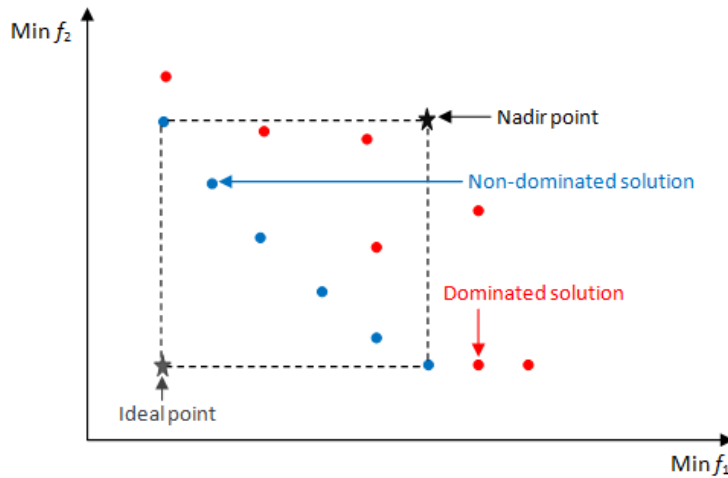 Min f₂
Nadir point
Non-dominated solution
Dominated solution
Ideal point
Min f₁